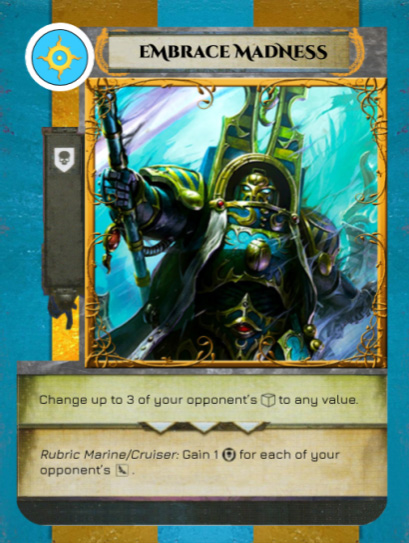 EMBRACE MADNESS
Change up to 3 of your opponent's to any value.
Rubric Marine/Cruiser: Gain 1 for each of your
opponent's .